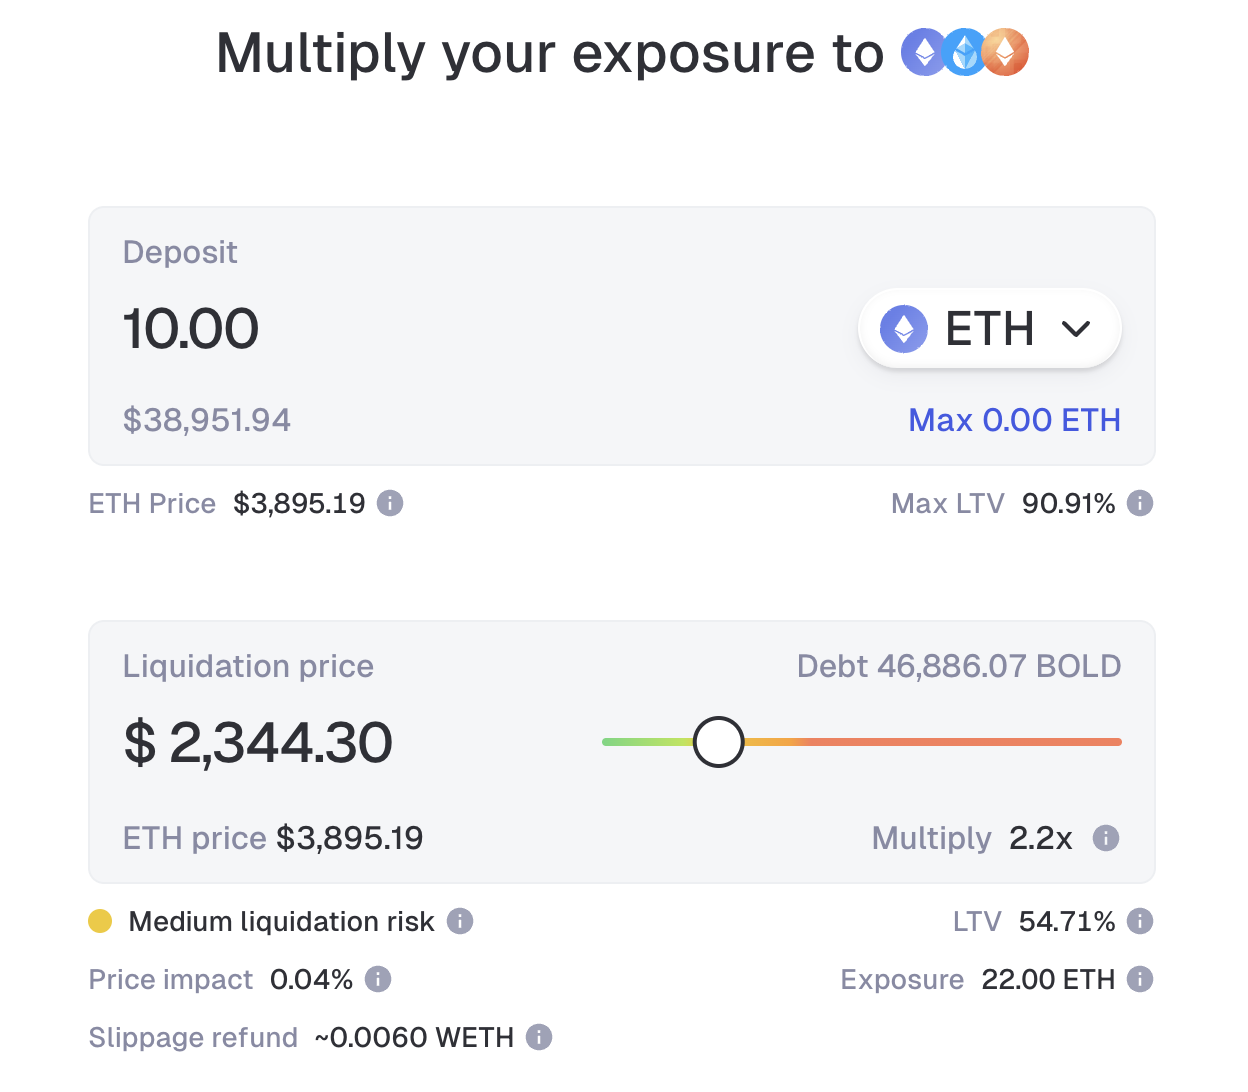 Multiply your exposure to
Deposit
10.00
ETH
$38,951.94
Max 0.00 ETH
ETH Price $3,895.19
Max LTV 90.91%
Liquidation price
Debt 46,886.07 BOLD
$ 2,344.30
ETH price $3,895.19
Multiply 2.2x
Medium liquidation risk
LTV 54.71%
Price impact 0.04%
Exposure 22.00 ETH
Slippage refund ~0.0060 WETH